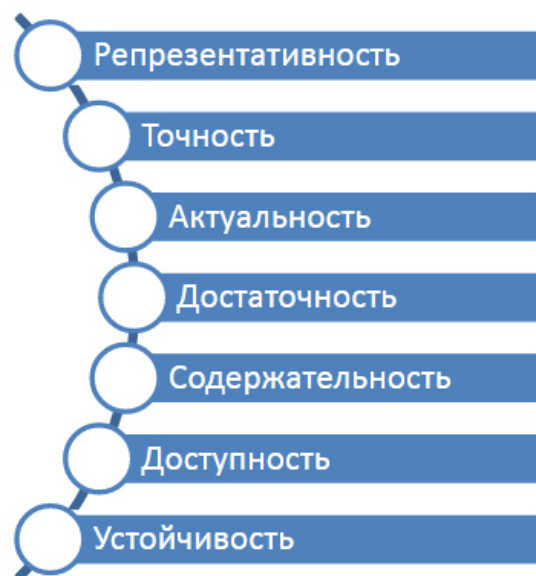 Репрезентативность
Точность
Актуальность
Достаточность
Содержательность
Доступность
Устойчивость